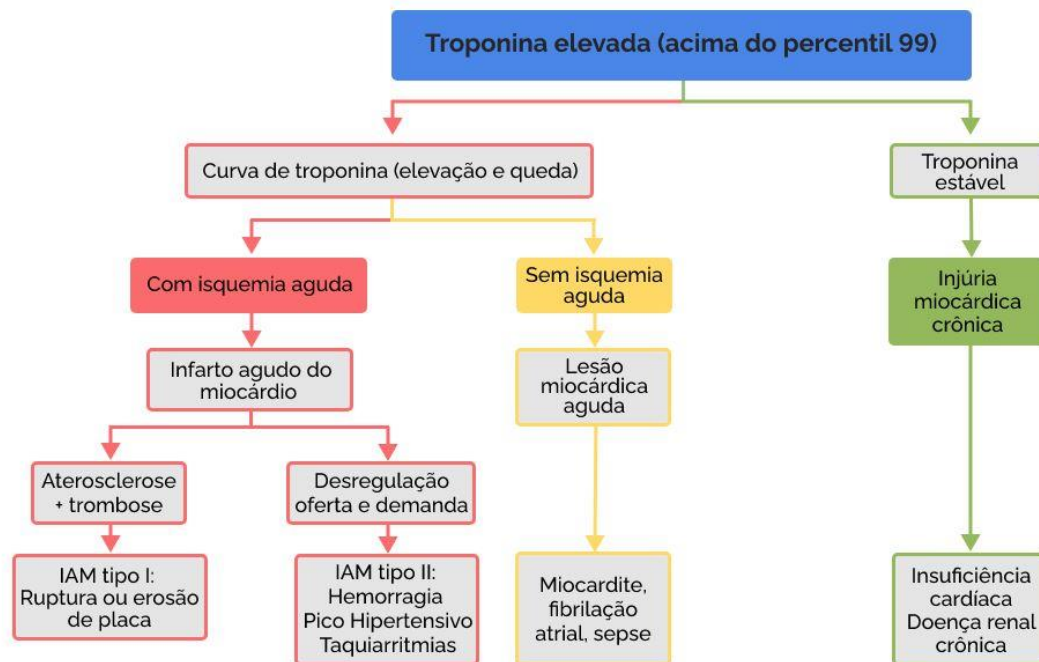 Troponina elevada (acima do percentil 99)
Curva de troponina (elevação e queda)
Troponina
estável
Com isquemia aguda
Sem isquemia
aguda
Injúria
miocárdica
crônica
Infarto agudo do
miocárdio
Lesão
miocárdica
aguda
Aterosclerose
+ trombose
Desregulação
oferta e demanda
IAM tipo I:
Ruptura ou erosão
de placa
IAM tipo II:
Hemorragia
Pico Hipertensivo
Taquiarritmias
Miocardite,
fibrilação
atrial, sepse
Insuficiência
cardíaca
Doença renal
crônica